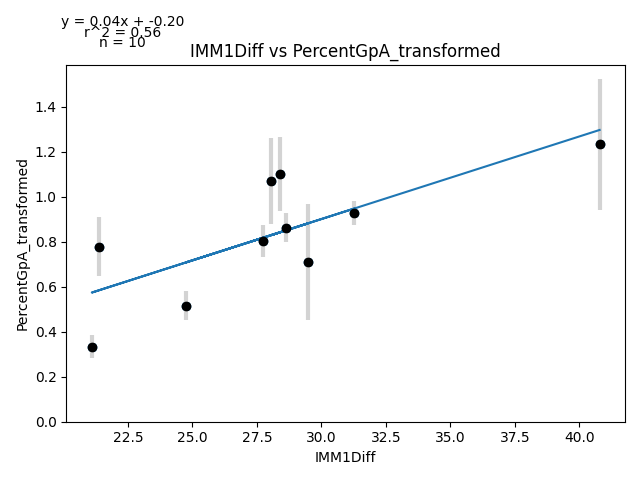 y = 0.04x + -0.20
r^2 = 0.56
n = 10
IMM1Diff vs PercentGpA_transformed
PercentGpA_transformed
1.4
1.2
1.0
0.8
0.6
0.4
0.2
0.0
22.5 25.0 27.5 30.0 32.5 35.0 37.5 40.0
IMM1Diff